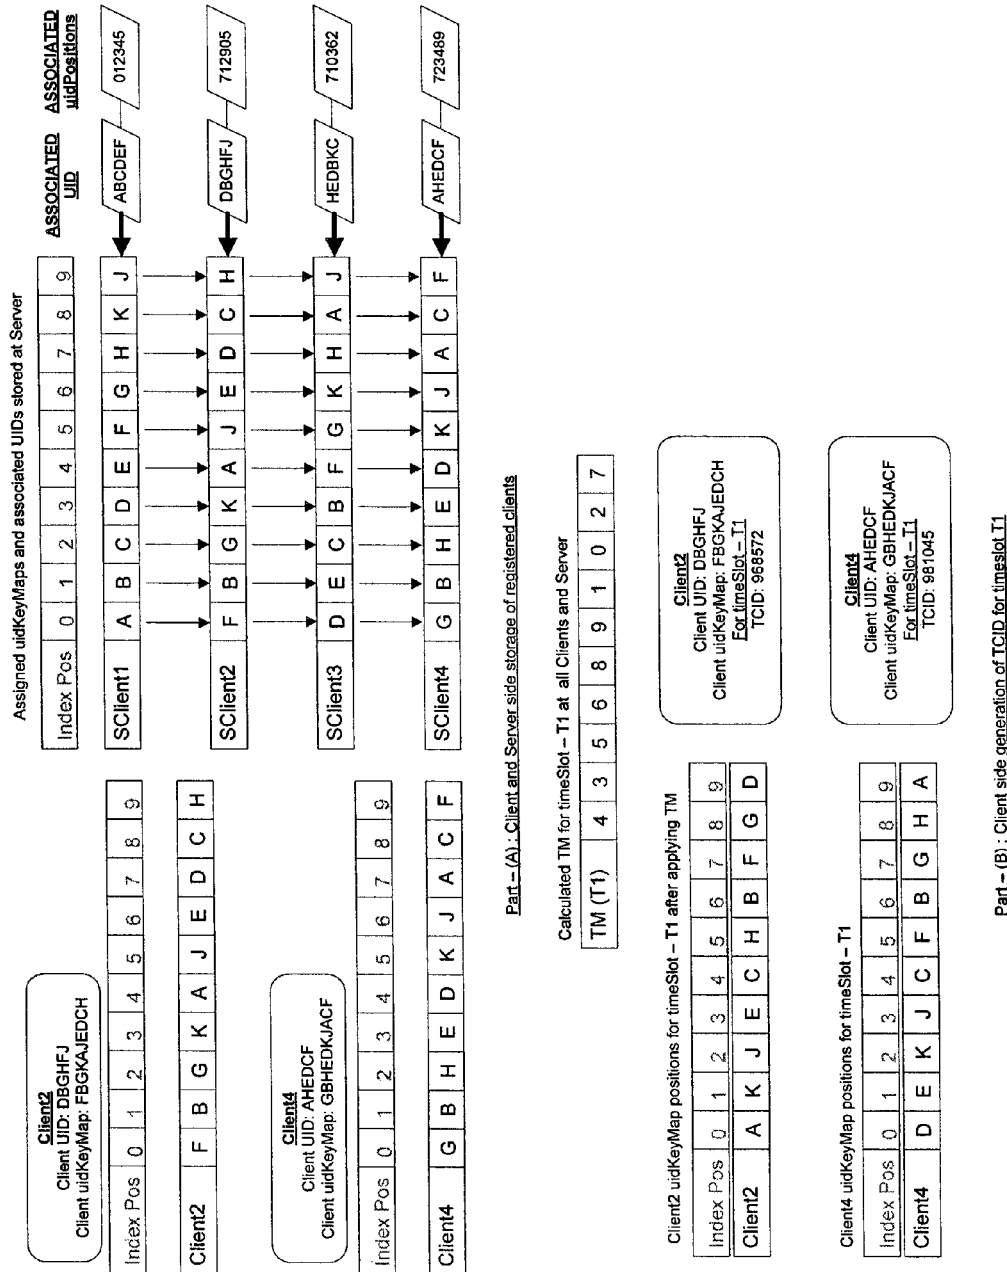 Client2
Client UID: DBGHFJ
Client uidKeyMap: FBGKAJEDCH
Index Pos 0 1 2 3 4 5 6 7 8 9
Client2 F B G K A J E D C H
Client4
Client UID: AHEDCF
Client uidKeyMap: GBHEDKJACF
Index Pos 0 1 2 3 4 5 6 7 8 9
Client4 G B H E D K J A C F
Assigned uidKeyMaps and associated UIDs stored at Server
ASSOCIATED UID
ASSOCIATED uidPositions
Index Pos 0 1 2 3 4 5 6 7 8 9
SClient1 A B C D E F G H K J ABCDEF 012345
SClient2 F B G K A J E D C H DBGHFJ 712905
SClient3 D E C B F G K H A J HEDBKC 710362
SClient4 G B H E D K J A C F AHEDCF 723489
Part – (A) : Client and Server side storage of registered clients
Calculated TM for timeSlot – T1 at all Clients and Server
TM (T1) 4 3 5 6 8 9 1 0 2 7
Client2 uidKeyMap positions for timeSlot – T1 after applying TM
Index Pos 0 1 2 3 4 5 6 7 8 9
Client2 A K J E C H B F G D
Client2
Client UID: DBGHFJ
Client uidKeyMap: FBGKAJEDCH
For timeSlot – T1
TCID: 968572
Client4 uidKeyMap positions for timeSlot – T1
Index Pos 0 1 2 3 4 5 6 7 8 9
Client4 D E K J C F B G H A
Client4
Client UID: AHEDCF
Client uidKeyMap: GBHEDKJACF
For timeSlot – T1
TCID: 981045
Part – (B) : Client side generation of TCID for timeslot T1